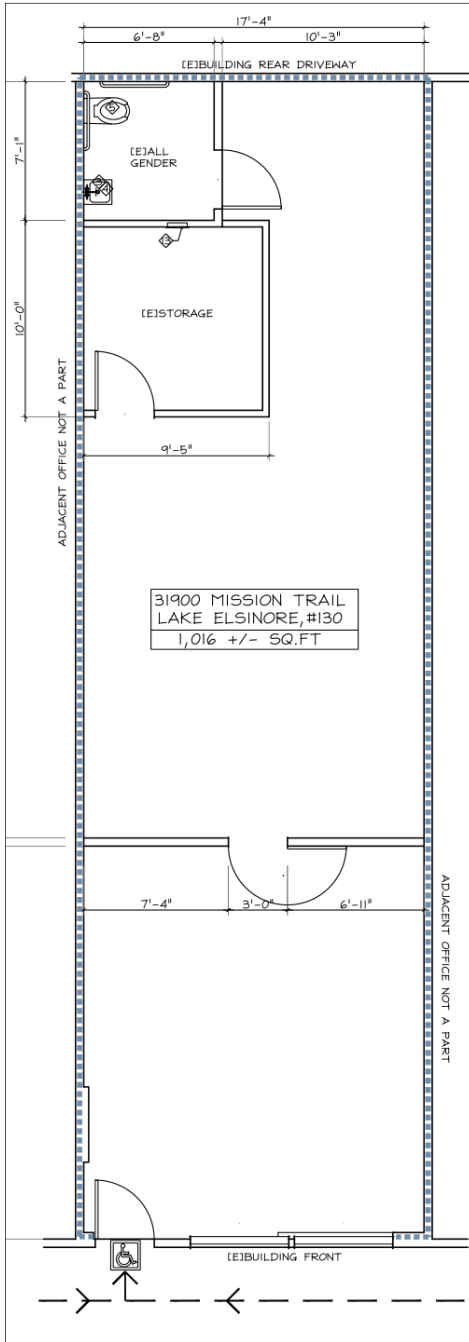 17'-4"
6'-8"
10'-3"
[E]BUILDING REAR DRIVEWAY
7'-1"
[E]ALL
GENDER
5
13
[E]STORAGE
10'-0"
ADJACENT OFFICE NOT A PART
9'-5"
31900 MISSION TRAIL
LAKE ELSINORE, #130
1,016 +/- SQ.FT
7'-4"
3'-0"
6'-11"
ADJACENT OFFICE NOT A PART
[E]BUILDING FRONT